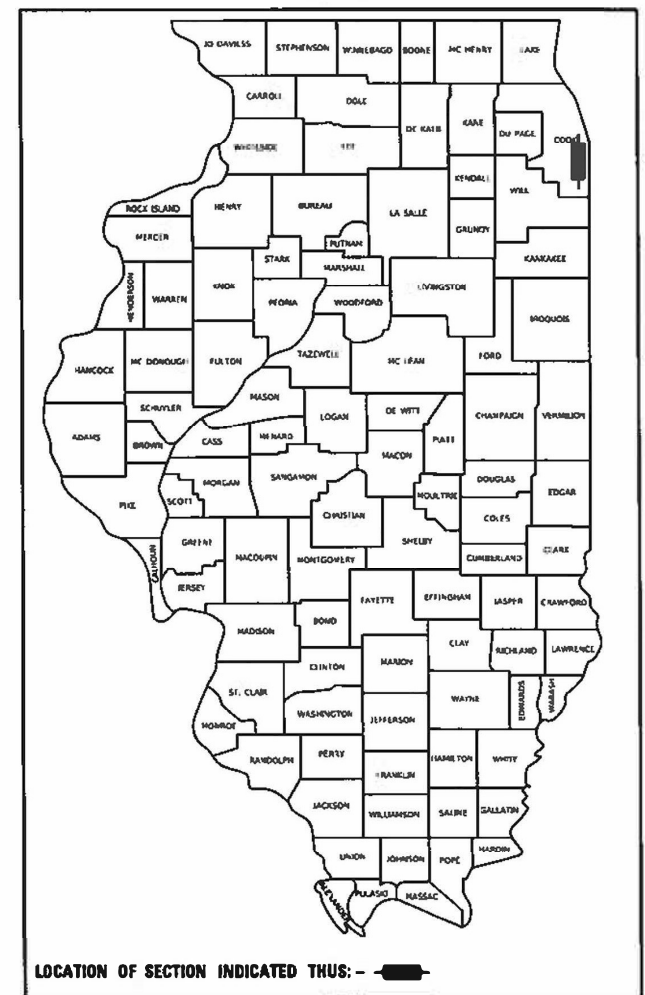 JO DAVIESS STEPHENSON WINNEBAGO BOONE MC HENRY LAKE
CARROLL OGLE DE KALB KANE DU PAGE COOK
WHITESIDE LEE KENDALL WILL
ROCK ISLAND HENRY BUREAU LA SALLE GRUNDY
MERCER PUTNAM
STARK MARSHALL KANKAKEE
HENDERSON WARREN KNOX PEORIA WOODFORD LIVINGSTON
IROQUOIS
HANCOCK MC DONOUGH FULTON TAZEWELL MC LEAN FORD
MASON
SCHUYLER LOGAN DE WITT CHAMPAIGN VERMILION
ADAMS BROWN CASS MENARD MACON PIATT
MORGAN SANGAMON DOUGLAS
PIKE SCOTT CHRISTIAN MOULTRIE COLES EDGAR
GREENE MACOUPIN SHELBY
CALHOUN MONTGOMERY CUMBERLAND CLARK
JERSEY FAYETTE EFFINGHAM JASPER CRAWFORD
MADISON BOND
CLAY RICHLAND LAWRENCE
CLINTON MARION
ST. CLAIR WAYNE EDWARDS WABASH
WASHINGTON JEFFERSON
MONROE
RANDOLPH PERRY HAMILTON WHITE
FRANKLIN
JACKSON WILLIAMSON SALINE GALLATIN
HARDIN
UNION JOHNSON POPE
ALEXANDER PULASKI MASSAC
LOCATION OF SECTION INDICATED THUS: -